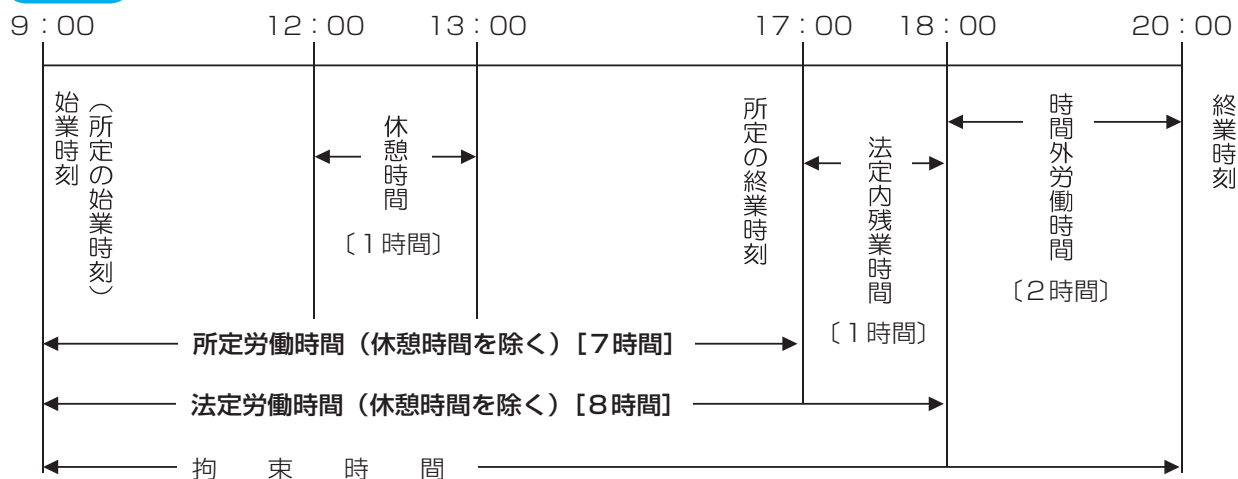 9：00
12：00
13：00
17：00
18：00
20：00
始業時刻
（所定の始業時刻）
休憩時間
〔１時間〕
所定の終業時刻
法定内残業時間
〔１時間〕
時間外労働時間
〔２時間〕
終業時刻
所定労働時間（休憩時間を除く）［７時間］
法定労働時間（休憩時間を除く）［８時間］
拘束時間